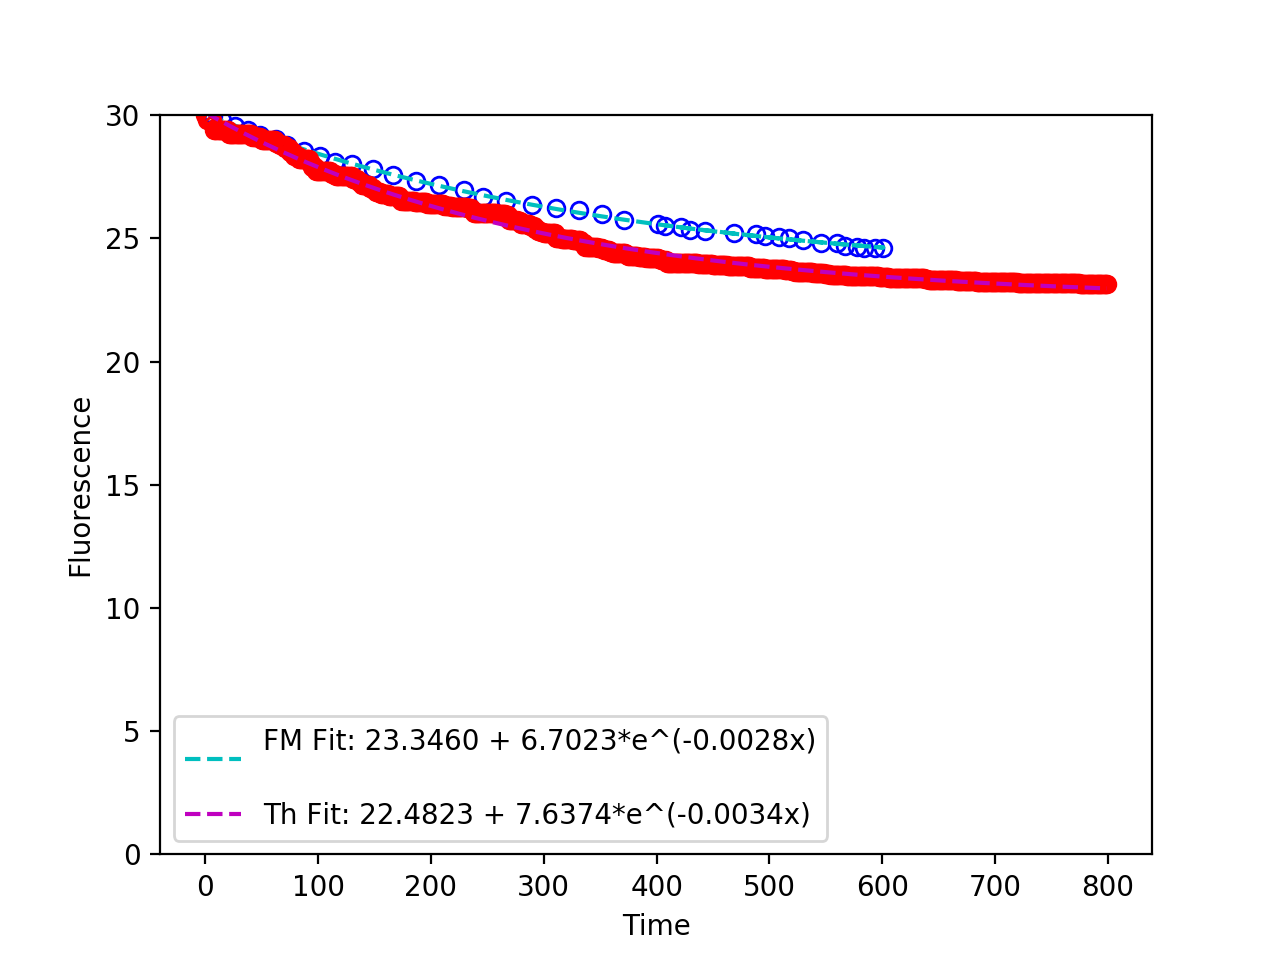 30
25
20
15
10
5
0
Fluorescence
FM Fit: 23.3460 + 6.7023*e^(-0.0028x)
Th Fit: 22.4823 + 7.6374*e^(-0.0034x)
0 100 200 300 400 500 600 700 800
Time